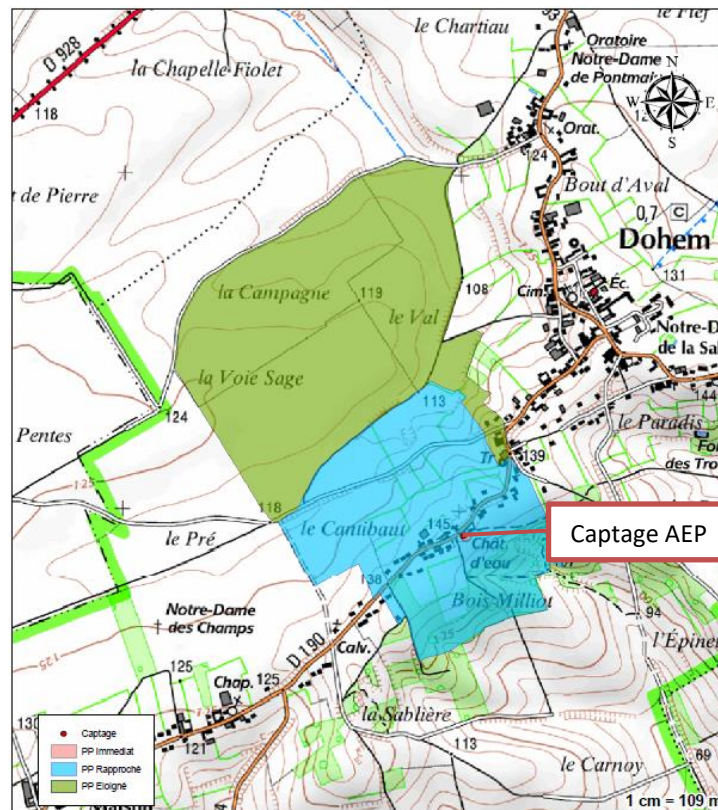 le Chartiau
Oratoire
Notre-Dame
de Pontmain
D 928
la Chapelle-Fiolet
N
W
E
S
118
Orat.
124
t de Pierre
Bout d'Aval
0,7 C
Dohem
131
la Campagne
119
108
Cim.
Éc.
le Val
Notre-D
de la Sal
la Voie Sage
113
144
124
le Paradis
Pentes
Fo
des Tro
139
125
118
le Cantibaut
145
Captage AEP
le Pré
Chât.
d'eau
138
Bois Milliot
94
Notre-Dame
des Champs
D 190
Calv.
125
l'Épine
125
Chap.
125
la Sablière
121
113
130
le Carnoy
69
Captage
PP Immediat
PP Rapproché
PP Eloigné
1 cm = 109 m